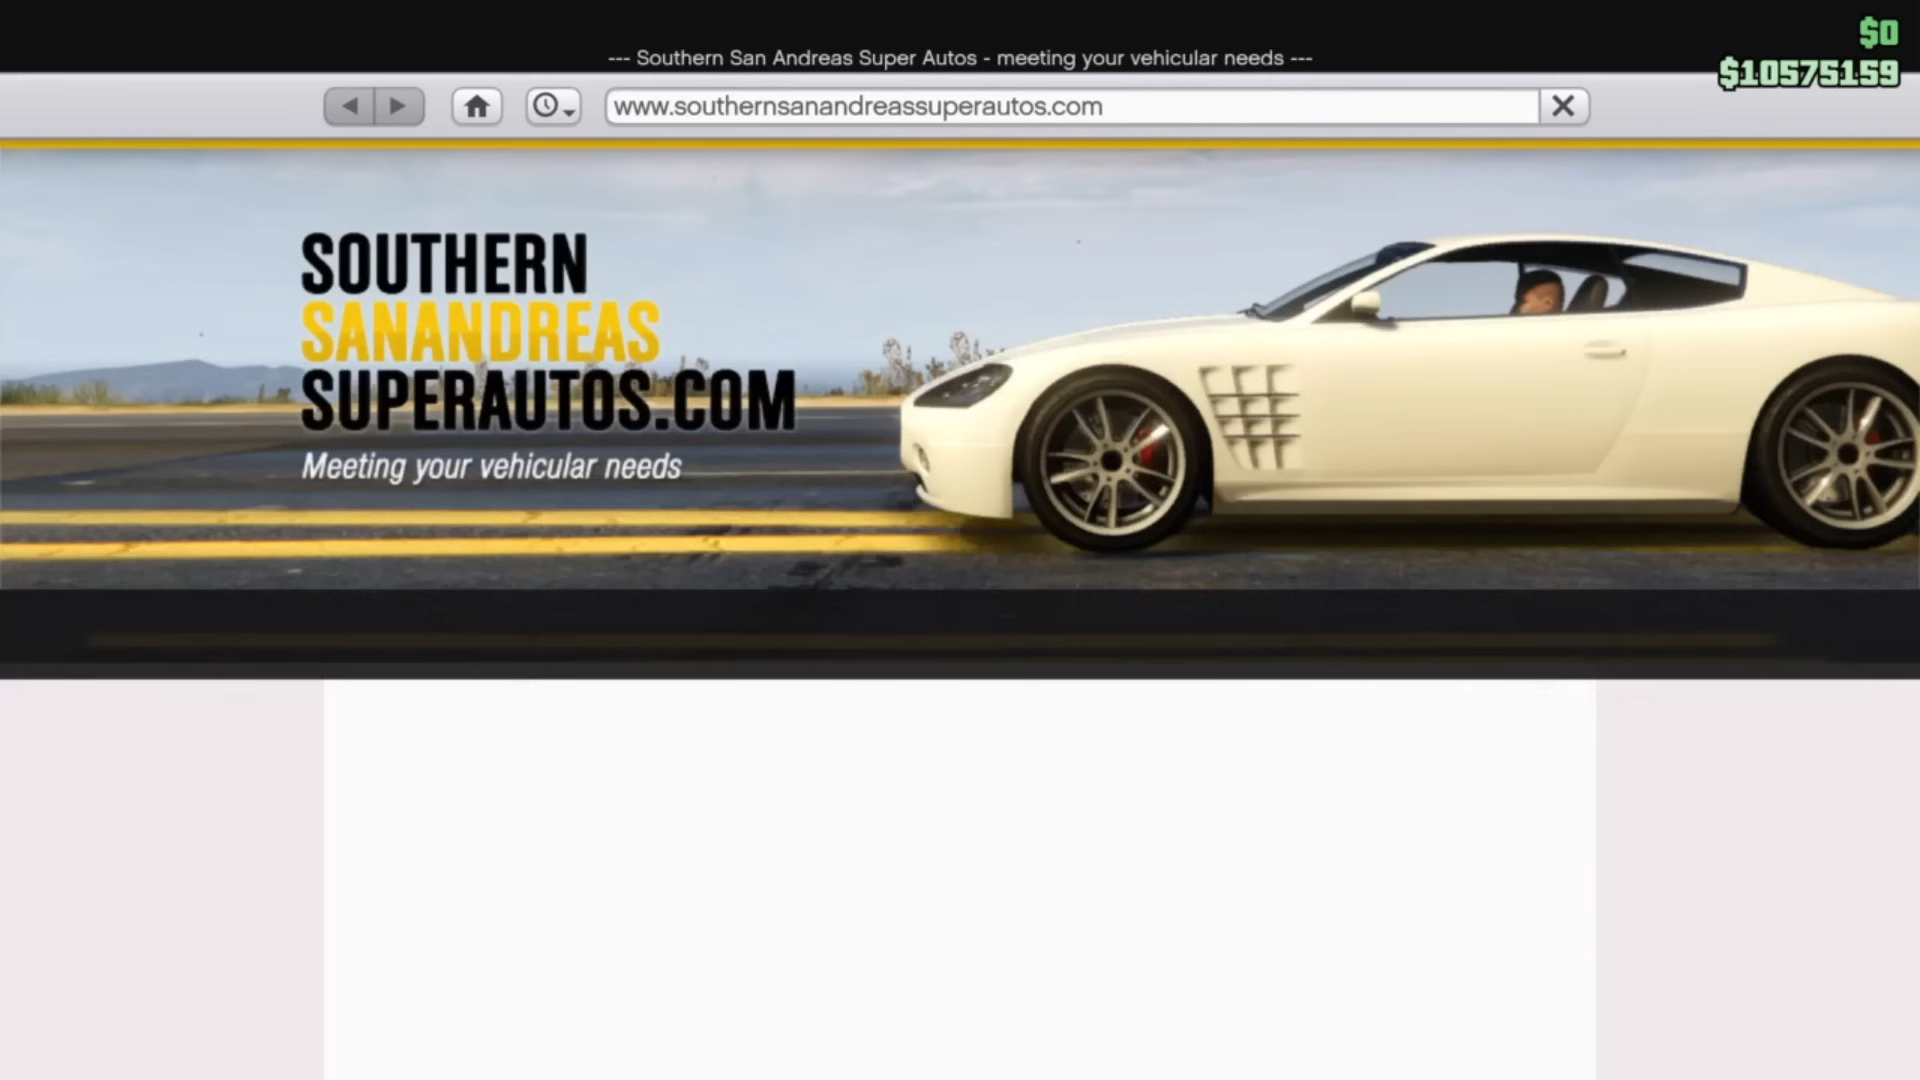 $0
--- Southern San Andreas Super Autos - meeting your vehicular needs ---
$10575159
www.southernsanandreassuperautos.com
SOUTHERN
SANANDREAS
SUPERAUTOS.COM
Meeting your vehicular needs